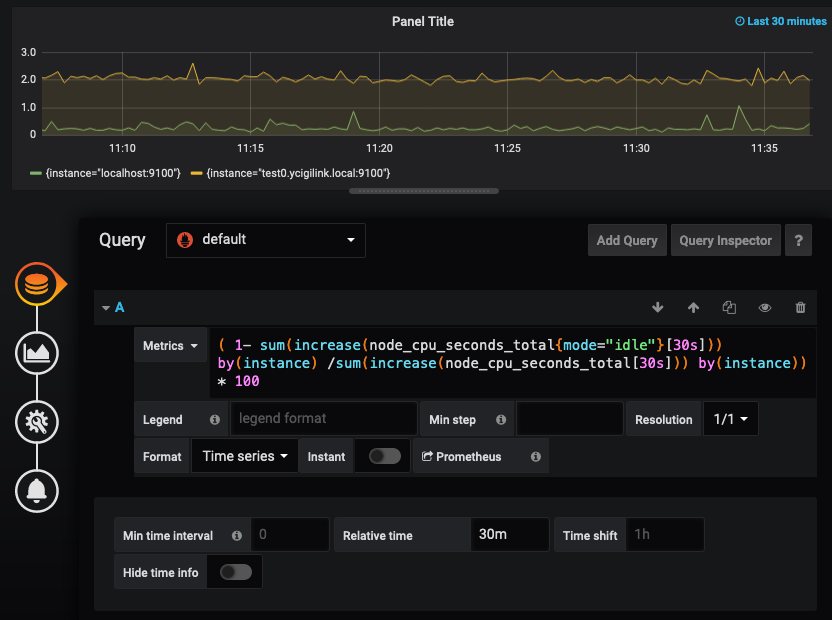 Panel Title
Last 30 minutes
3.0
2.0
1.0
0
11:10 11:15 11:20 11:25 11:30 11:35
{instance="localhost:9100"} {instance="test0.ycigilink.local:9100"}
Query default Add Query Query Inspector ?
A
Metrics ( 1- sum(increase(node_cpu_seconds_total{mode="idle"}[30s]))
by(instance) /sum(increase(node_cpu_seconds_total[30s])) by(instance))
* 100
Legend legend format Min step Resolution 1/1
Format Time series Instant Prometheus
Min time interval 0 Relative time 30m Time shift 1h
Hide time info